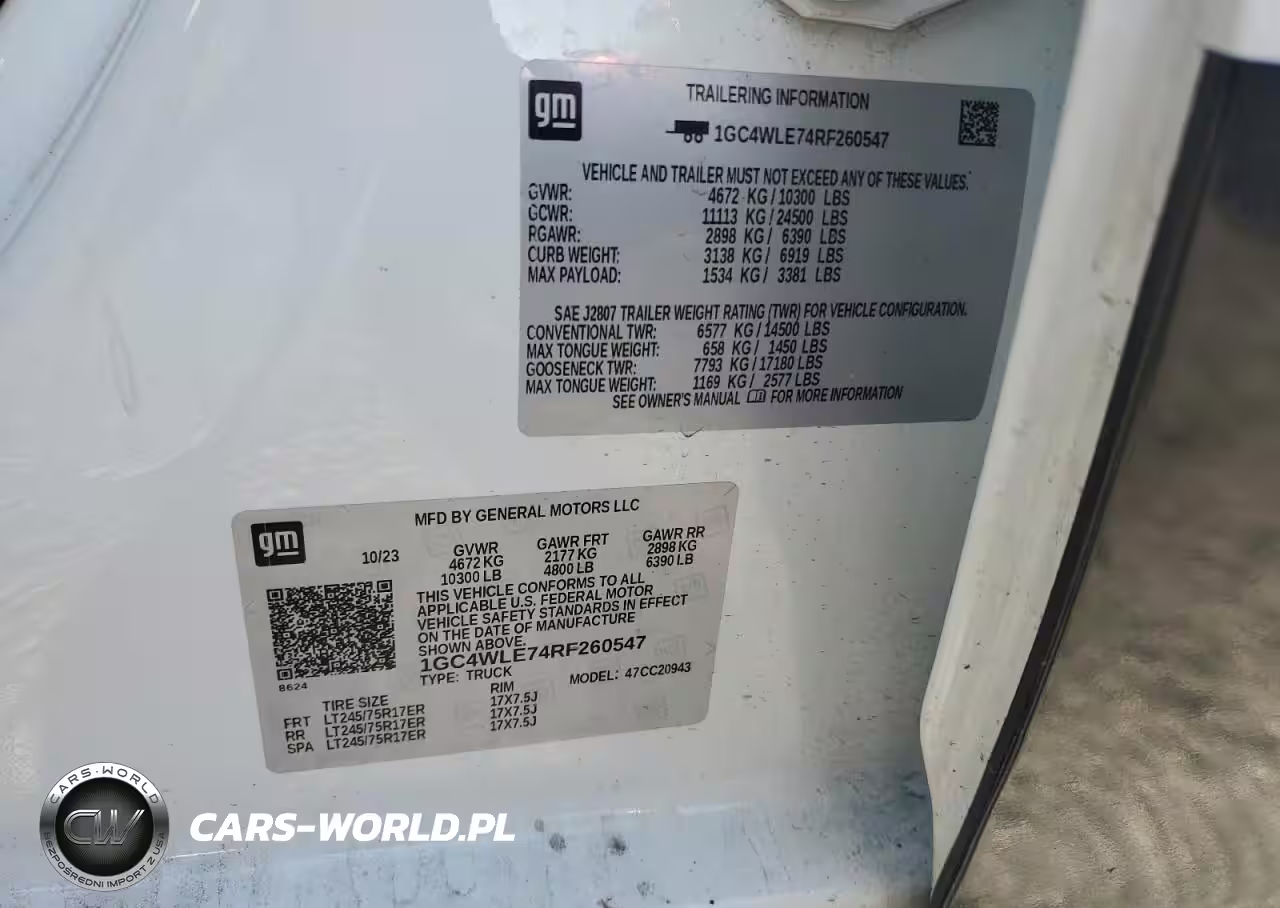 gm
TRAILERING INFORMATION
1GC4WLE74RF260547
VEHICLE AND TRAILER MUST NOT EXCEED ANY OF THESE VALUES.
GVWR: 4672 KG / 10300 LBS
GCWR: 11113 KG / 24500 LBS
RGAWR: 2898 KG / 6390 LBS
CURB WEIGHT: 3138 KG / 6919 LBS
MAX PAYLOAD: 1534 KG / 3381 LBS
SAE J2807 TRAILER WEIGHT RATING (TWR) FOR VEHICLE CONFIGURATION.
CONVENTIONAL TWR: 6577 KG / 14500 LBS
MAX TONGUE WEIGHT: 658 KG / 1450 LBS
GOOSENECK TWR: 7793 KG / 17180 LBS
MAX TONGUE WEIGHT: 1169 KG / 2577 LBS
SEE OWNER'S MANUAL FOR MORE INFORMATION
gm
MFD BY GENERAL MOTORS LLC
10/23 GVWR GAWR FRT GAWR RR
4672 KG 2177 KG 2898 KG
10300 LB 4800 LB 6390 LB
THIS VEHICLE CONFORMS TO ALL
APPLICABLE U.S. FEDERAL MOTOR
VEHICLE SAFETY STANDARDS IN EFFECT
ON THE DATE OF MANUFACTURE
SHOWN ABOVE.
1GC4WLE74RF260547
TYPE: TRUCK MODEL: 47CC20943
8624
TIRE SIZE RIM
FRT LT245/75R17ER 17X7.5J
RR LT245/75R17ER 17X7.5J
SPA LT245/75R17ER 17X7.5J
CARS-WORLD
CW
BEZPOŚREDNI IMPORT Z USA
CARS-WORLD.PL